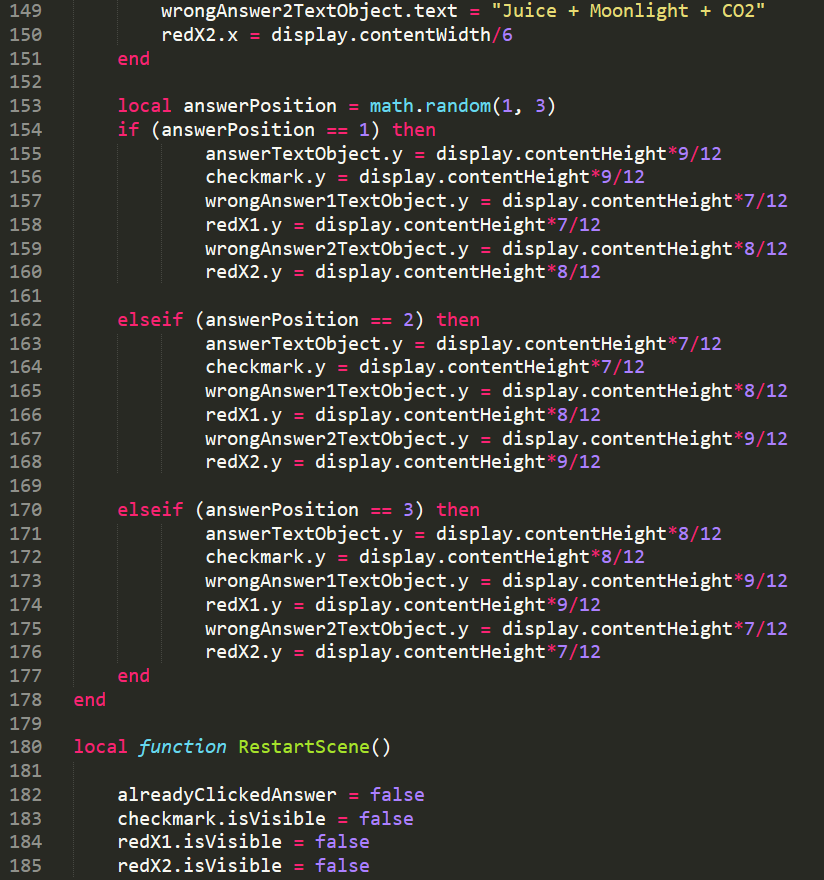 149 wrongAnswer2TextObject.text = "Juice + Moonlight + CO2"
150 redX2.x = display.contentWidth/6
151 end
152
153 local answerPosition = math.random(1, 3)
154 if (answerPosition == 1) then
155 answerTextObject.y = display.contentHeight*9/12
156 checkmark.y = display.contentHeight*9/12
157 wrongAnswer1TextObject.y = display.contentHeight*7/12
158 redX1.y = display.contentHeight*7/12
159 wrongAnswer2TextObject.y = display.contentHeight*8/12
160 redX2.y = display.contentHeight*8/12
161
162 elseif (answerPosition == 2) then
163 answerTextObject.y = display.contentHeight*7/12
164 checkmark.y = display.contentHeight*7/12
165 wrongAnswer1TextObject.y = display.contentHeight*8/12
166 redX1.y = display.contentHeight*8/12
167 wrongAnswer2TextObject.y = display.contentHeight*9/12
168 redX2.y = display.contentHeight*9/12
169
170 elseif (answerPosition == 3) then
171 answerTextObject.y = display.contentHeight*8/12
172 checkmark.y = display.contentHeight*8/12
173 wrongAnswer1TextObject.y = display.contentHeight*9/12
174 redX1.y = display.contentHeight*9/12
175 wrongAnswer2TextObject.y = display.contentHeight*7/12
176 redX2.y = display.contentHeight*7/12
177 end
178 end
179
180 local function RestartScene()
181
182 alreadyClickedAnswer = false
183 checkmark.isVisible = false
184 redX1.isVisible = false
185 redX2.isVisible = false